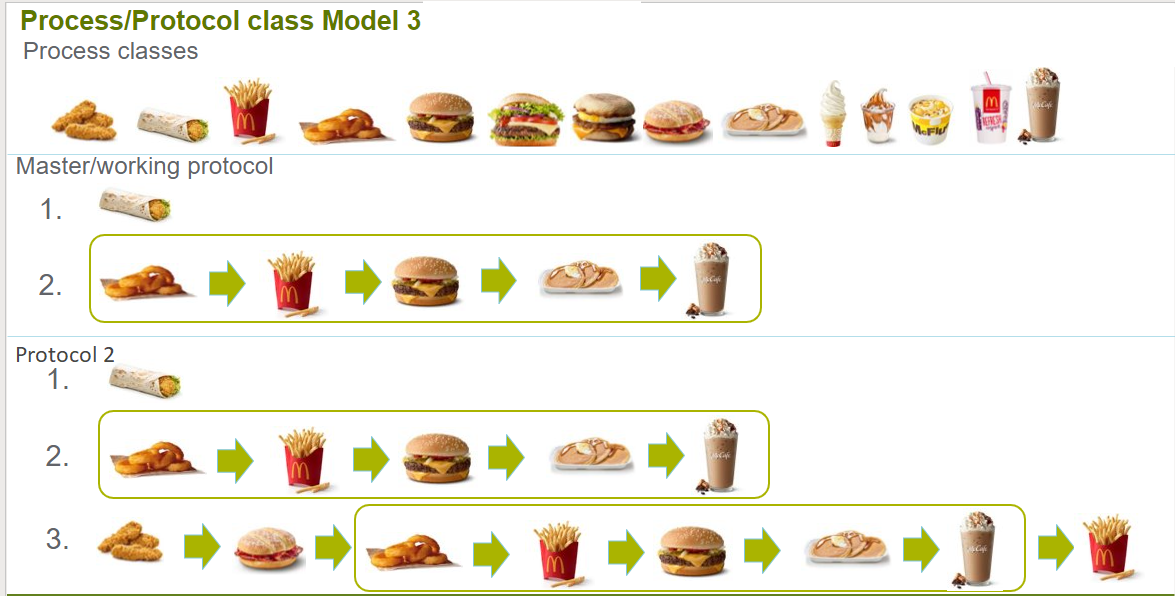 Process/Protocol class Model 3
Process classes
Master/working protocol
1.
2.
Protocol 2
1.
2.
3.